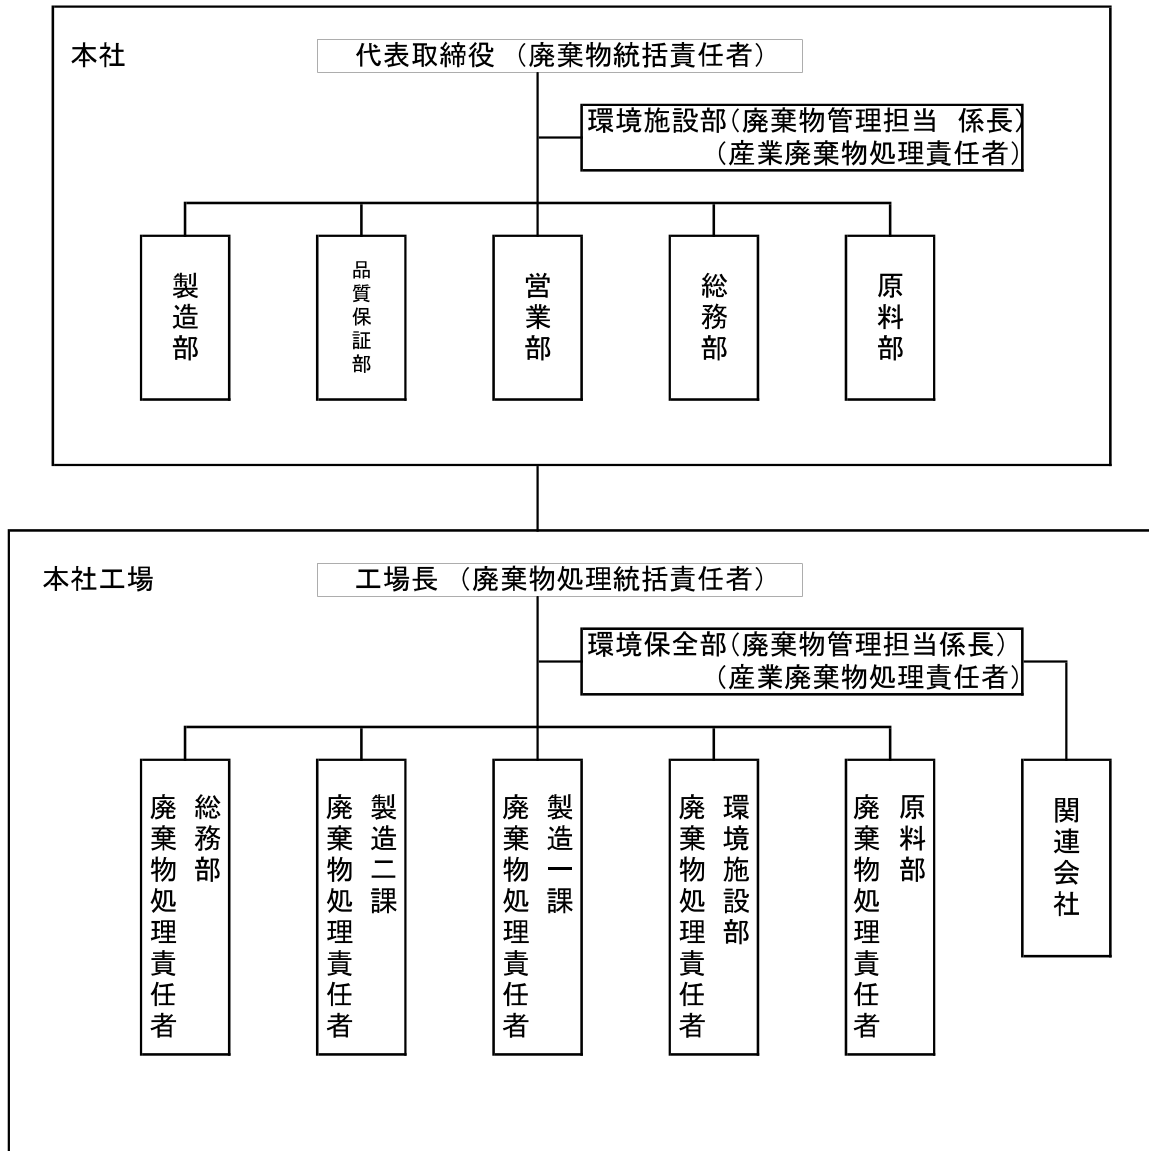 本社
代表取締役 （廃棄物統括責任者）
環境施設部（廃棄物管理担当　係長）
（産業廃棄物処理責任者）
製造部
品質保証部
営業部
総務部
原料部
本社工場
工場長 （廃棄物処理統括責任者）
環境保全部（廃棄物管理担当係長）
（産業廃棄物処理責任者）
総務部
廃棄物処理責任者
製造二課
廃棄物処理責任者
製造一課
廃棄物処理責任者
環境施設部
廃棄物処理責任者
原料部
廃棄物処理責任者
関連会社